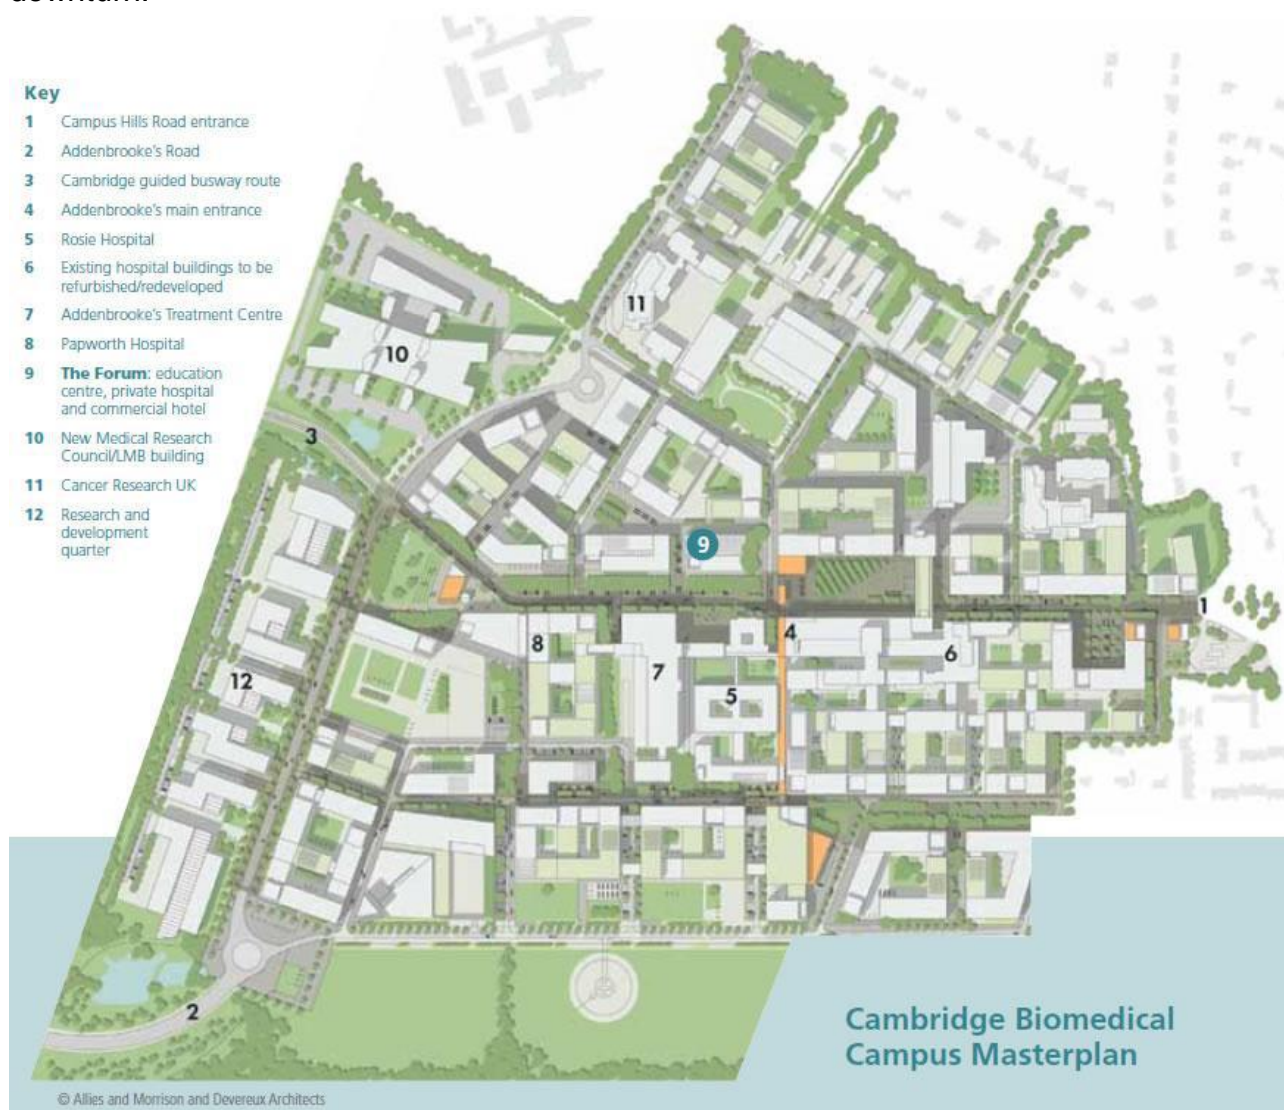 downturn.
Key
1 Campus Hills Road entrance
2 Addenbrooke's Road
3 Cambridge guided busway route
4 Addenbrooke's main entrance
5 Rosie Hospital
6 Existing hospital buildings to be
refurbished/redeveloped
7 Addenbrooke's Treatment Centre
8 Papworth Hospital
9 The Forum: education
centre, private hospital
and commercial hotel
10 New Medical Research
Council/LMB building
11 Cancer Research UK
12 Research and
development
quarter
11
10
3
9
1
4
8
6
7
12
5
2
Cambridge Biomedical
Campus Masterplan
© Allies and Morrison and Devereux Architects